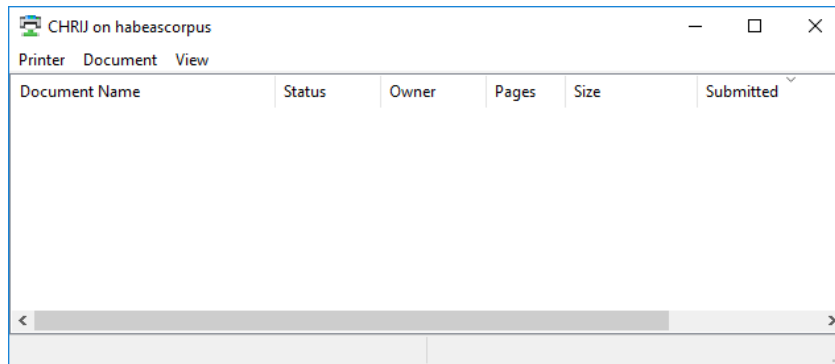 CHRIJ on habeascorpus
Printer Document View
Document Name Status Owner Pages Size Submitted